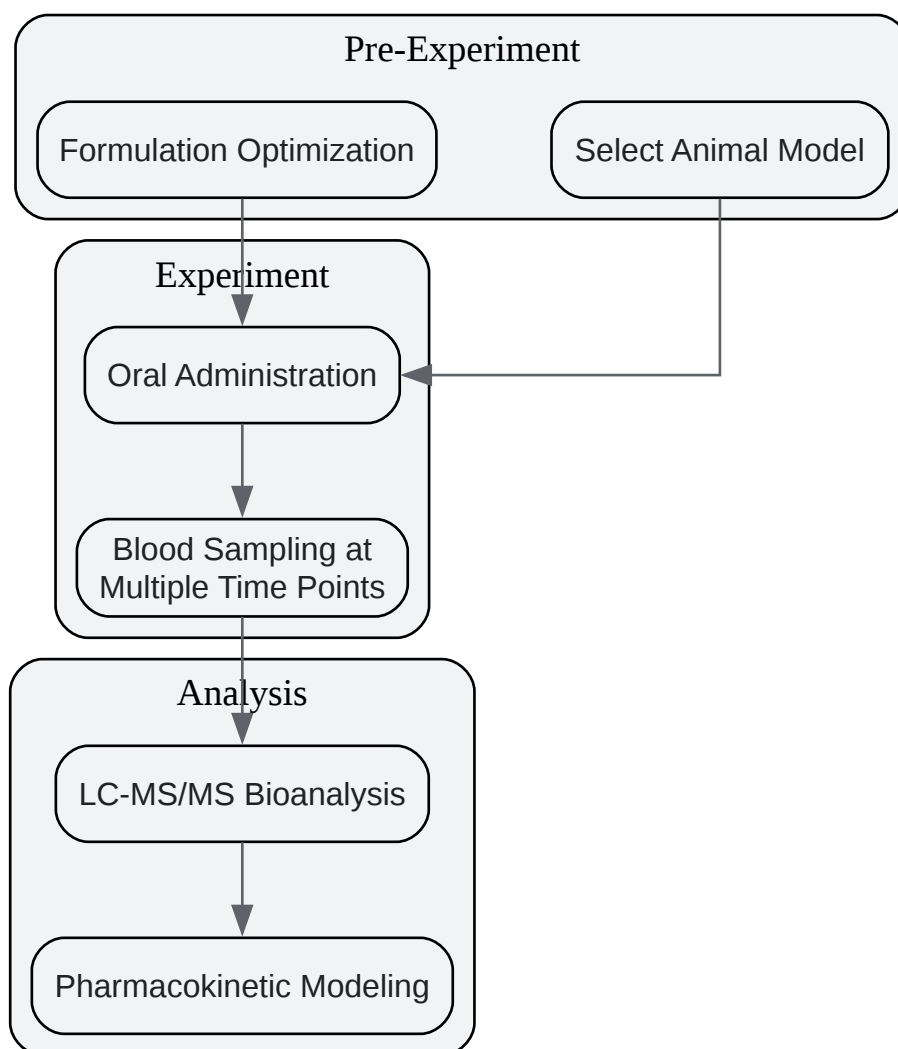 Pre-Experiment
Formulation Optimization
Select Animal Model
Experiment
Oral Administration
Blood Sampling at
Multiple Time Points
Analysis
LC-MS/MS Bioanalysis
Pharmacokinetic Modeling